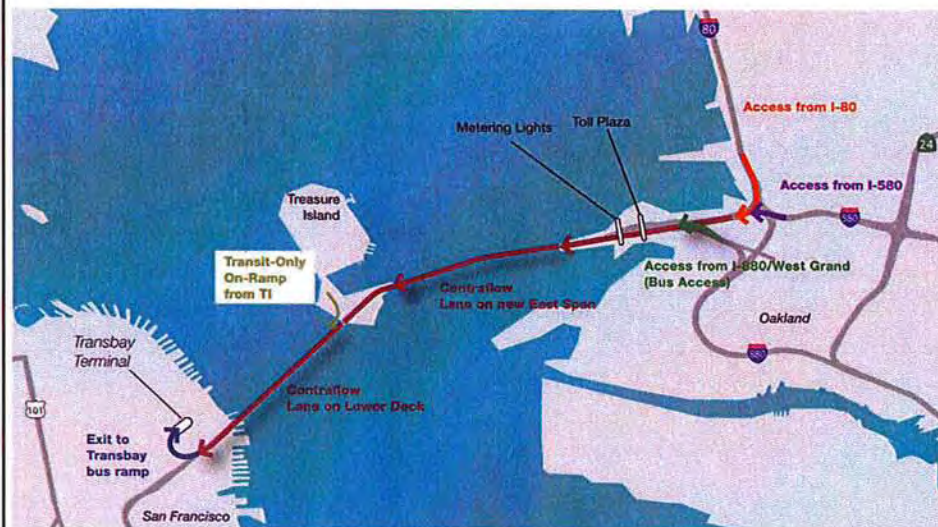 80
Access from I-80
Metering Lights
Toll Plaza
24
Access from I-580
580
Treasure
Island
Transit-Only
On-Ramp
from TI
Access from I-880/West Grand
(Bus Access)
Contraflow
Lane on new East Span
Oakland
Transbay
Terminal
101
Contraflow
Lane on Lower Deck
Exit to
Transbay
bus ramp
San Francisco